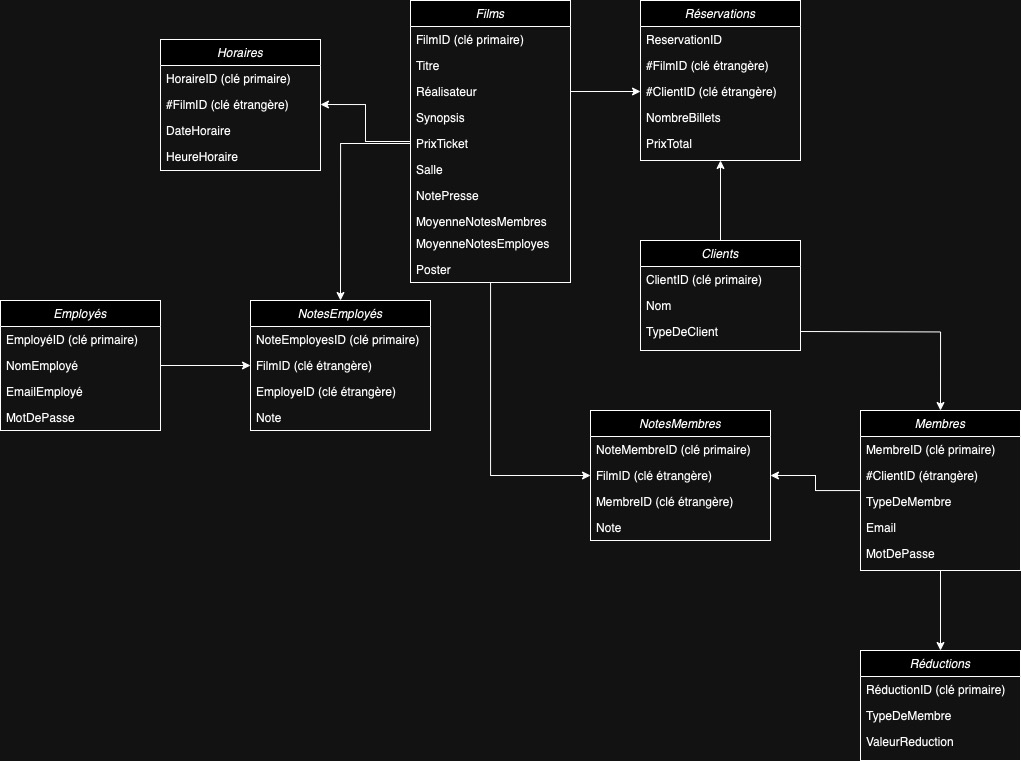 Films
FilmID (clé primaire)
Titre
Réalisateur
Synopsis
PrixTicket
Salle
NotePresse
MoyenneNotesMembres
MoyenneNotesEmployes
Poster
Réservations
ReservationID
#FilmID (clé étrangère)
#ClientID (clé étrangère)
NombreBillets
PrixTotal
Horaires
HoraireID (clé primaire)
#FilmID (clé étrangère)
DateHoraire
HeureHoraire
Clients
ClientID (clé primaire)
Nom
TypeDeClient
Employés
EmployéID (clé primaire)
NomEmployé
EmailEmployé
MotDePasse
NotesEmployés
NoteEmployesID (clé primaire)
FilmID (clé étrangère)
EmployeID (clé étrangère)
Note
NotesMembres
NoteMembreID (clé primaire)
FilmID (clé étrangère)
MembreID (clé étrangère)
Note
Membres
MembreID (clé primaire)
#ClientID (étrangère)
TypeDeMembre
Email
MotDePasse
Réductions
RéductionID (clé primaire)
TypeDeMembre
ValeurReduction